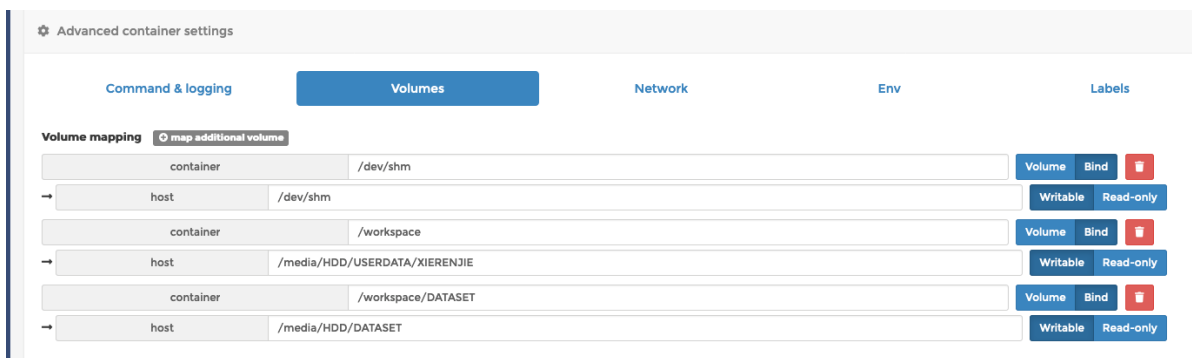 Advanced container settings
Command & logging Volumes Network Env Labels
Volume mapping map additional volume
container /dev/shm Volume Bind
host /dev/shm Writable Read-only
container /workspace Volume Bind
host /media/HDD/USERDATA/XIERENJIE Writable Read-only
container /workspace/DATASET Volume Bind
host /media/HDD/DATASET Writable Read-only